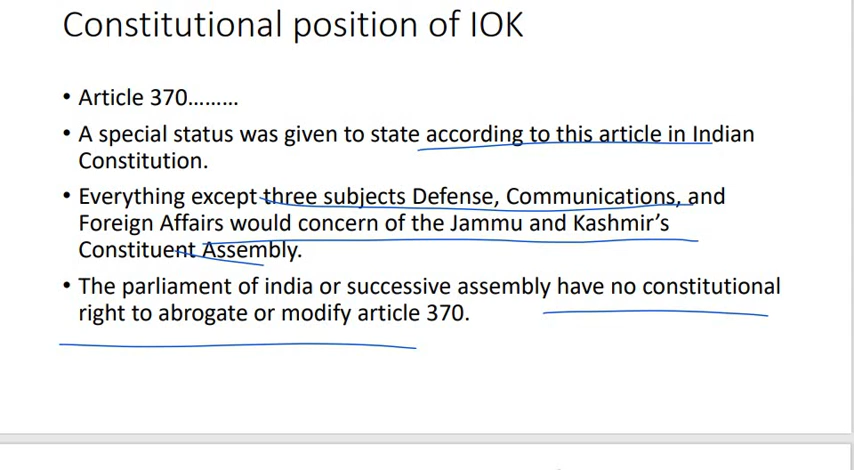 Constitutional position of IOK
• Article 370.........
• A special status was given to state according to this article in Indian
Constitution.
• Everything except three subjects Defense, Communications, and
Foreign Affairs would concern of the Jammu and Kashmir’s
Constituent Assembly.
• The parliament of india or successive assembly have no constitutional
right to abrogate or modify article 370.